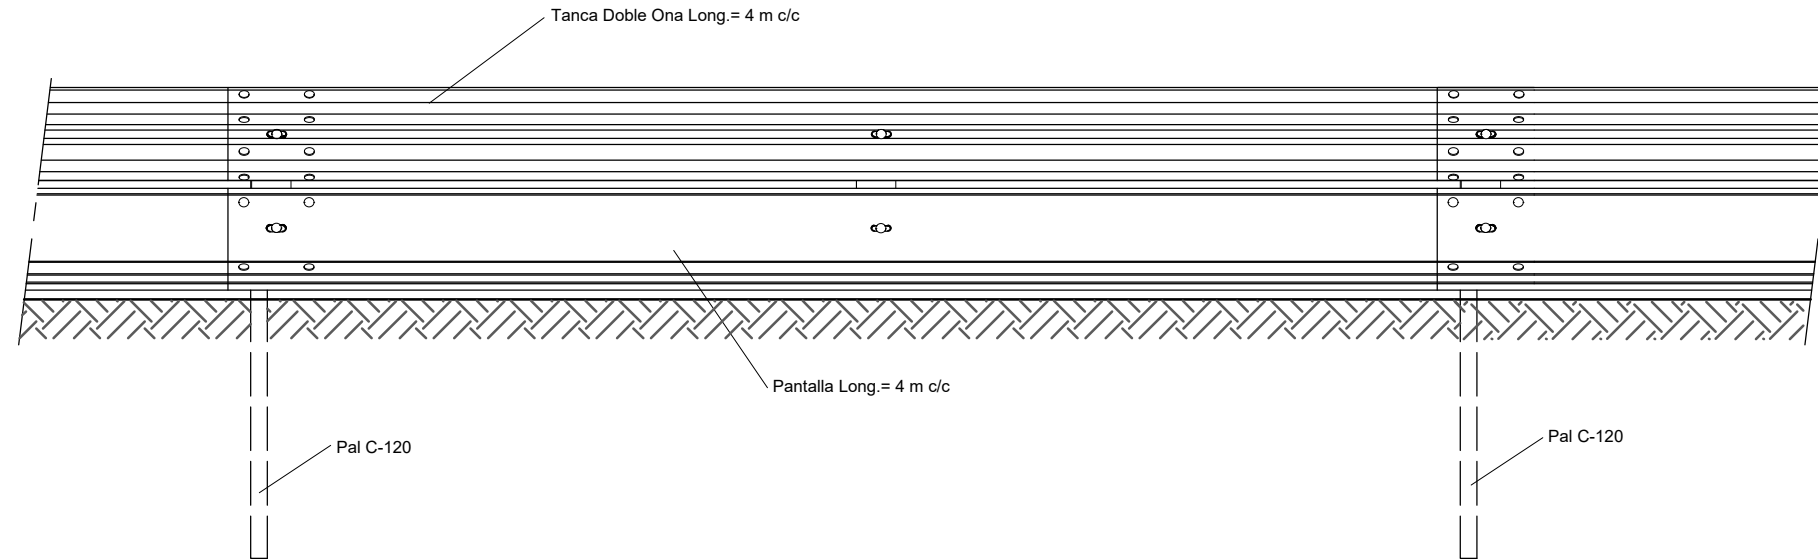 Tanca Doble Ona Long.= 4 m c/c
Pantalla Long.= 4 m c/c
Pal C-120
Pal C-120